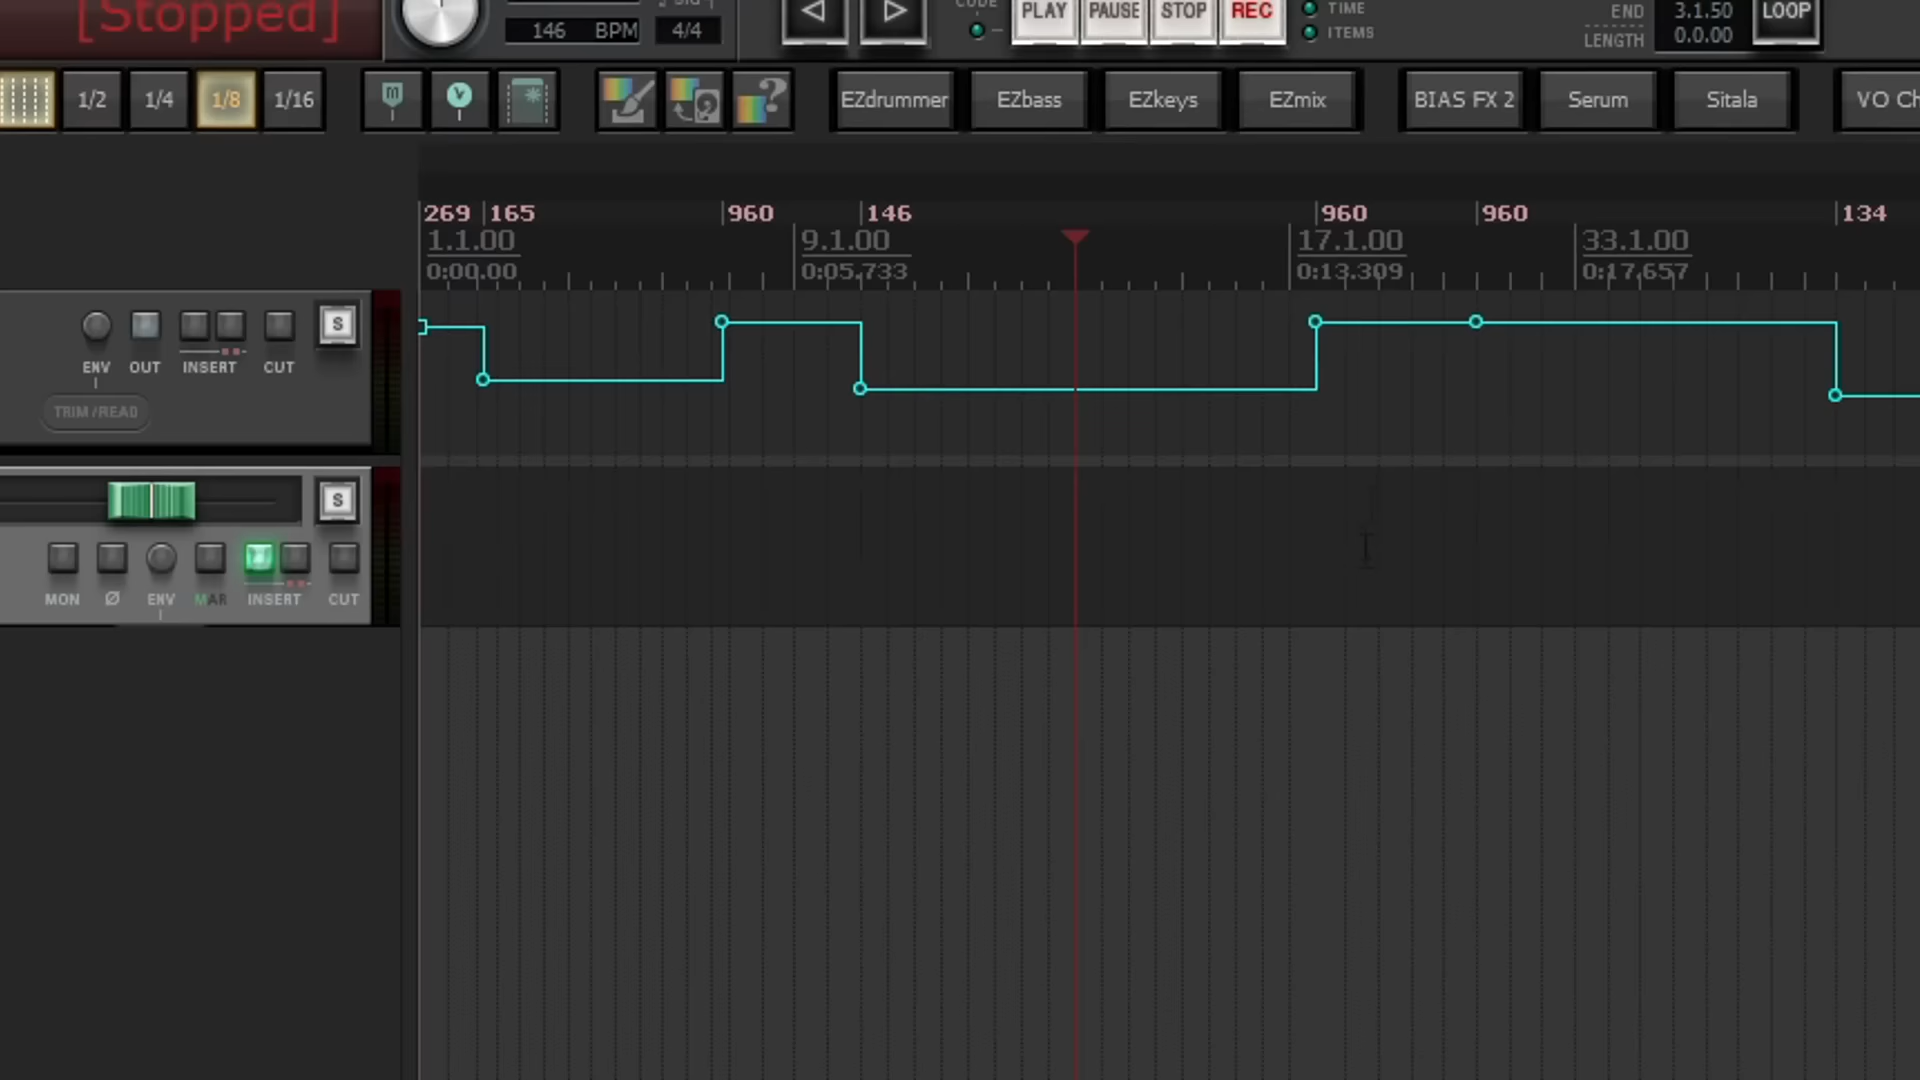 [Stopped]
146 BPM 4/4
PLAY PAUSE STOP REC
TIME
ITEMS
END 3.1.50
LENGTH 0.0.00
LOOP
1/2 1/4 1/8 1/16
M V
EZdrummer EZbass EZkeys EZmix BIAS FX 2 Serum Sitala VO Ch
269 165 960 146 960 960 134
1.1.00 9.1.00 17.1.00 33.1.00
0:00.00 0:05.733 0:13.309 0:17.657
S
ENV OUT INSERT CUT
TRIM/READ
S
MON Ø ENV MAR INSERT CUT